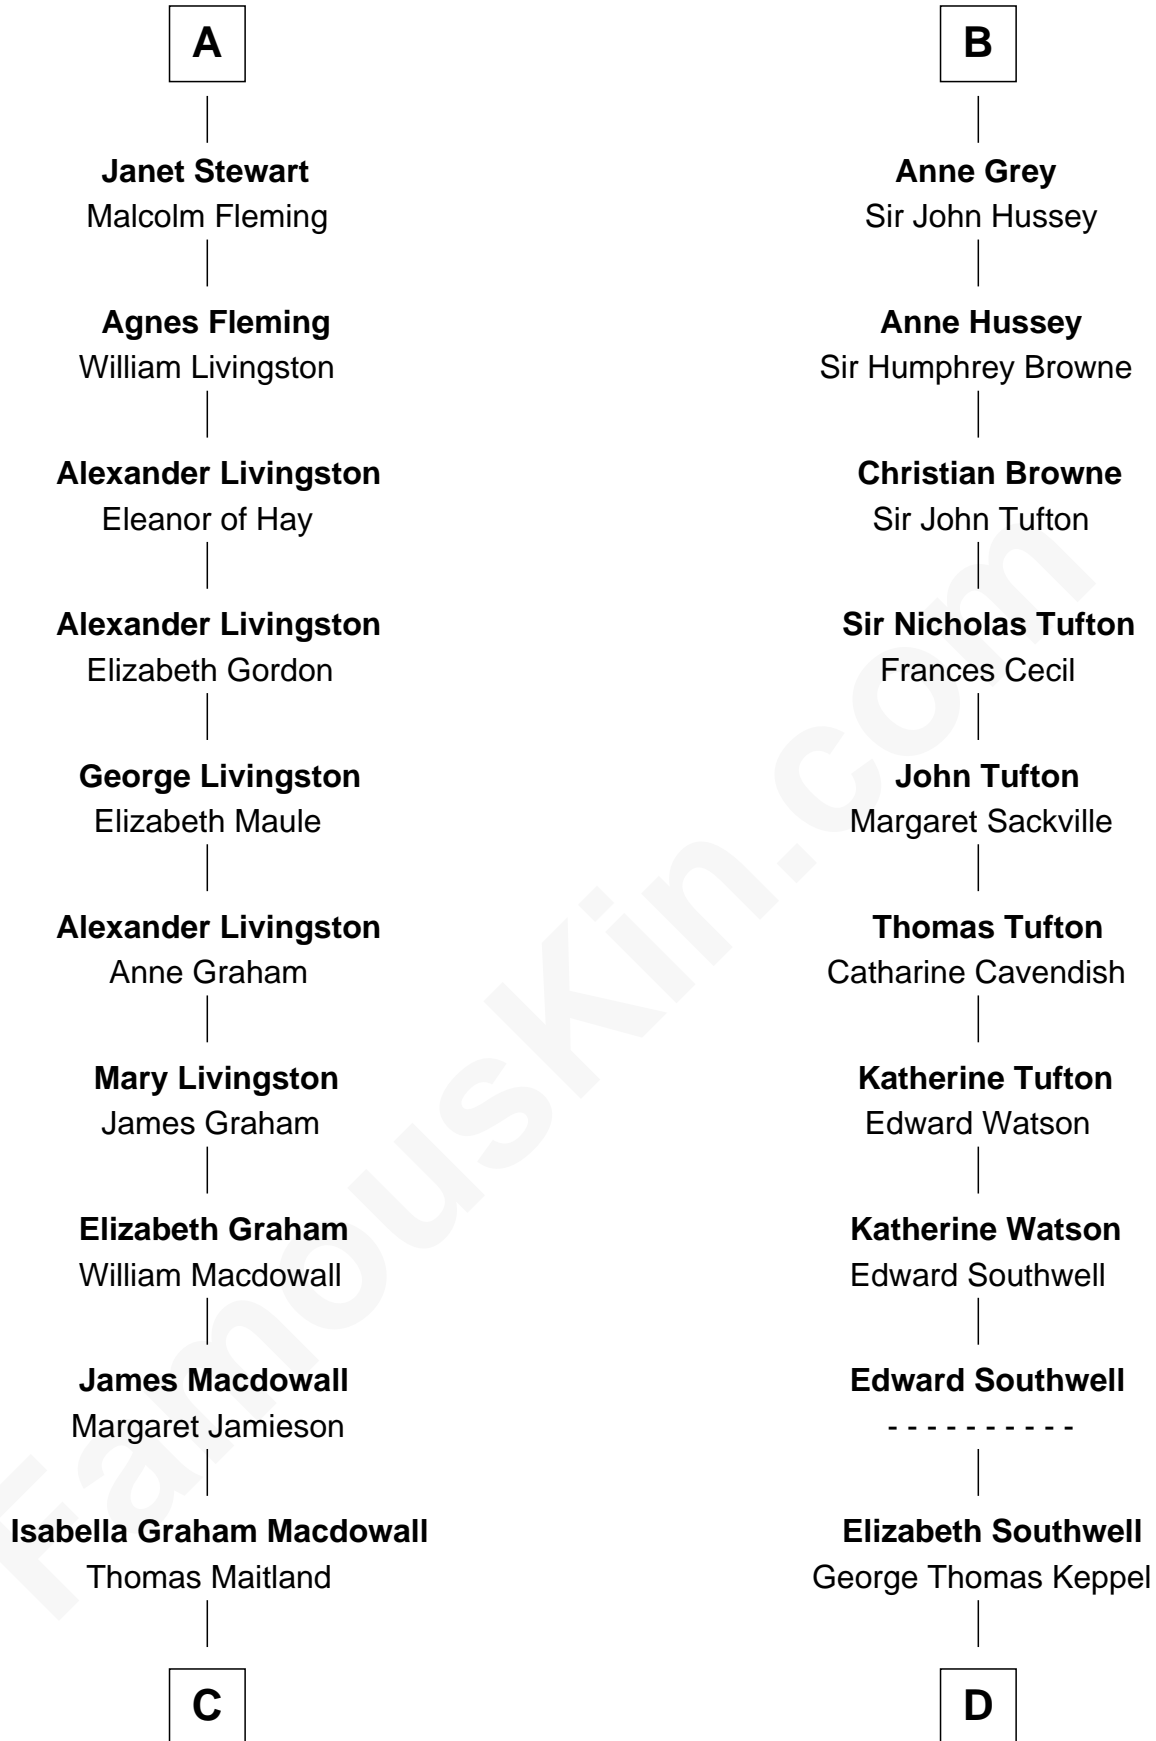 A
Janet Stewart
Malcolm Fleming
Agnes Fleming
William Livingston
Alexander Livingston
Eleanor of Hay
Alexander Livingston
Elizabeth Gordon
George Livingston
Elizabeth Maule
Alexander Livingston
Anne Graham
Mary Livingston
James Graham
Elizabeth Graham
William Macdowall
James Macdowall
Margaret Jamieson
Isabella Graham Macdowall
Thomas Maitland
C
B
Anne Grey
Sir John Hussey
Anne Hussey
Sir Humphrey Browne
Christian Browne
Sir John Tufton
Sir Nicholas Tufton
Frances Cecil
John Tufton
Margaret Sackville
Thomas Tufton
Catharine Cavendish
Katherine Tufton
Edward Watson
Katherine Watson
Edward Southwell
Edward Southwell
- - - - - - - - - -
Elizabeth Southwell
George Thomas Keppel
D
FamousKin.com